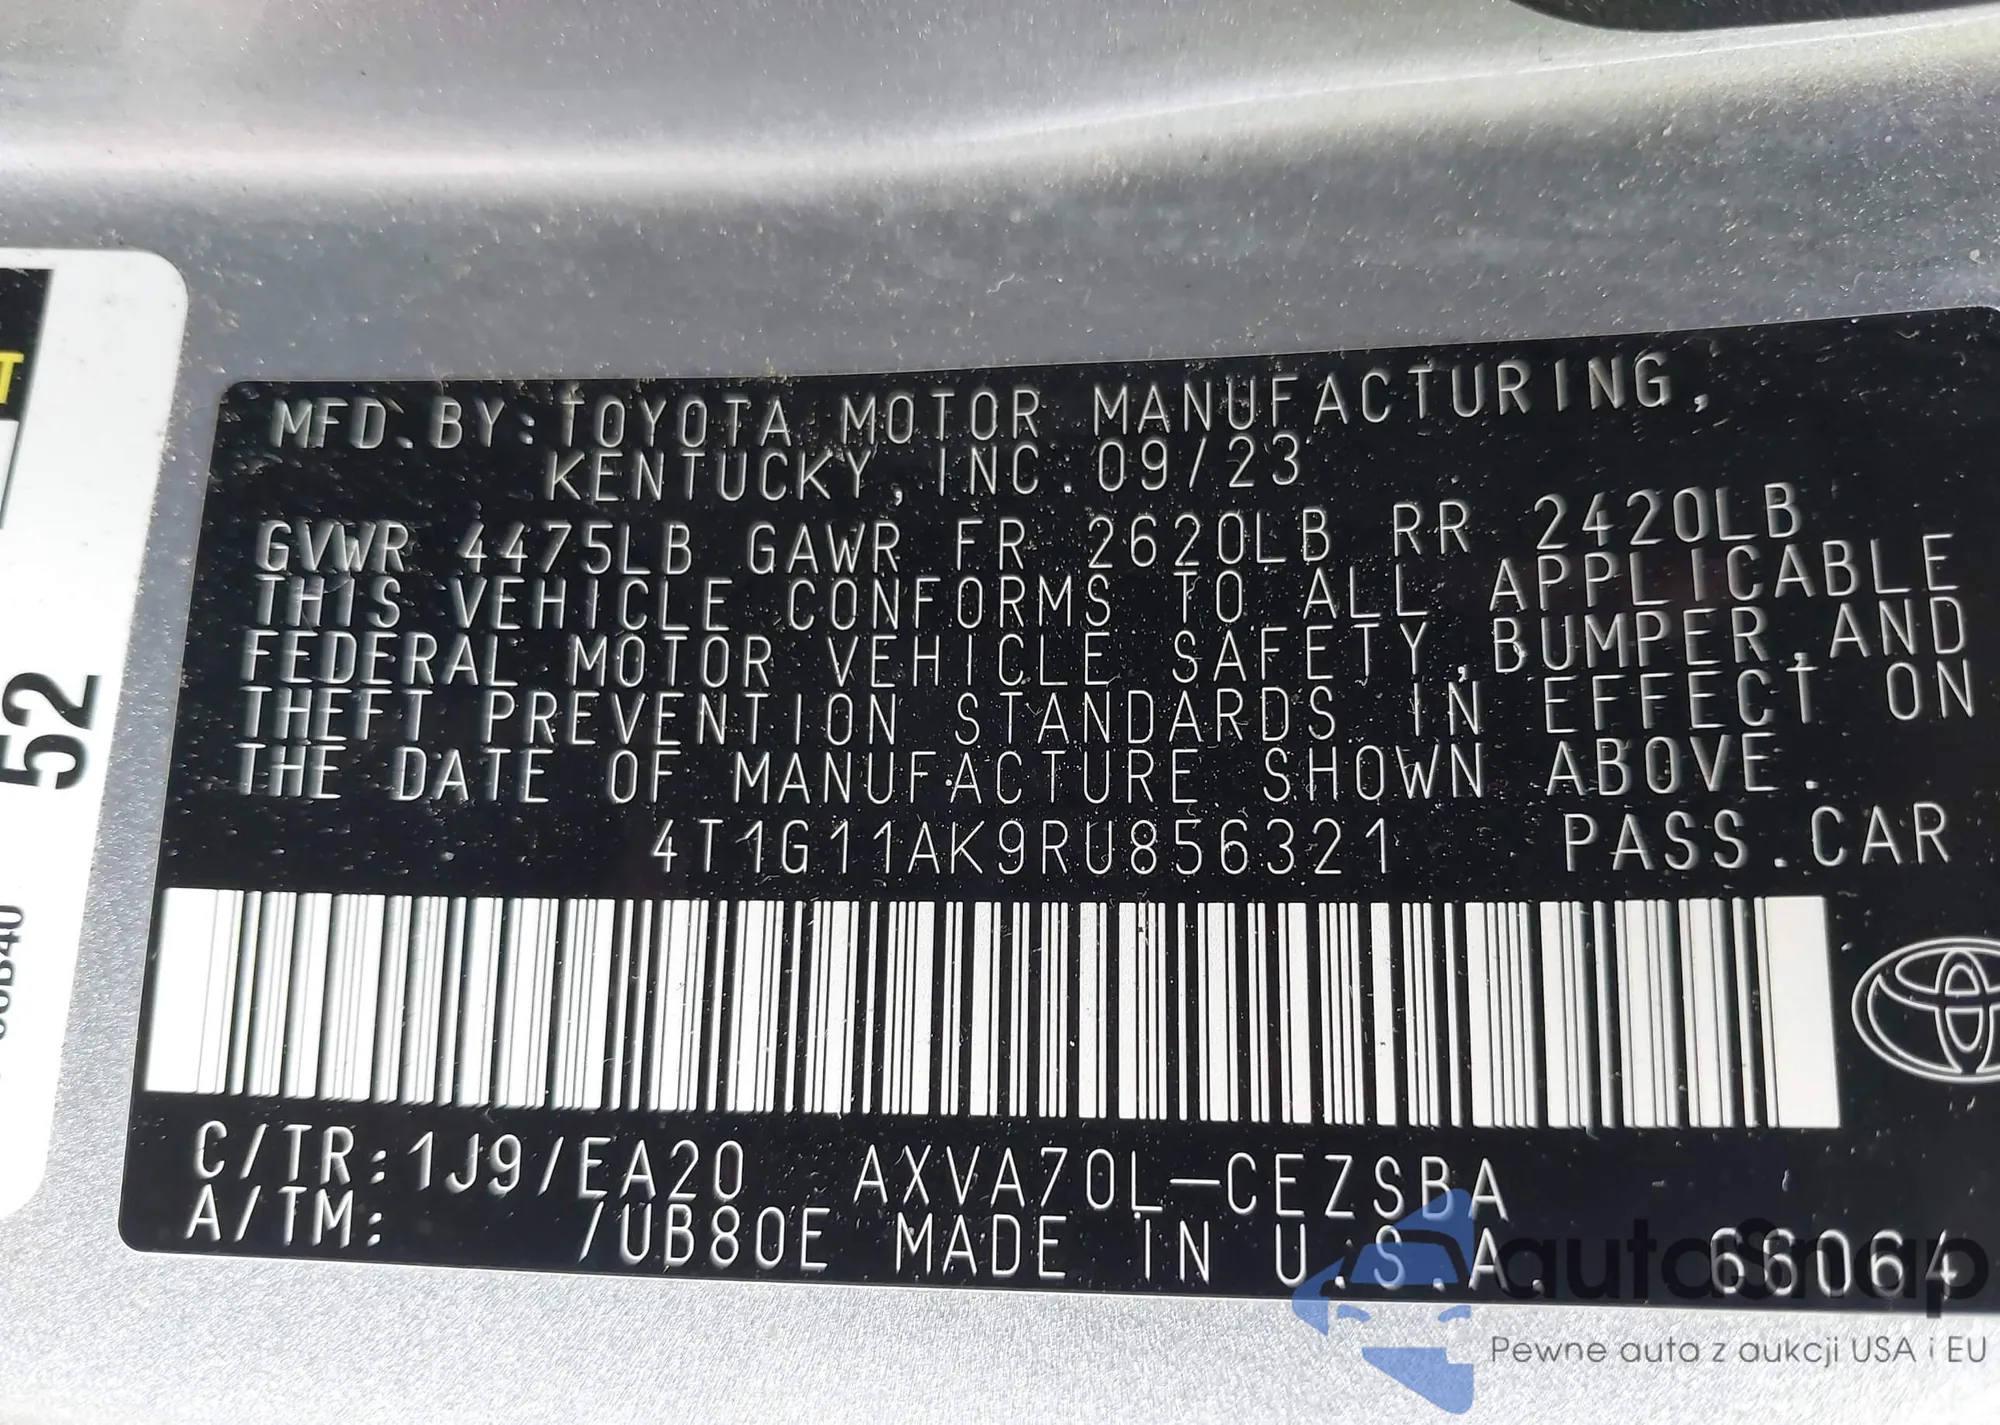 MFD.BY:TOYOTA MOTOR MANUFACTURING,
KENTUCKY, INC. 09/23
GVWR 4475LB GAWR FR 2620LB RR 2420LB
THIS VEHICLE CONFORMS TO ALL APPLICABLE
FEDERAL MOTOR VEHICLE SAFETY,BUMPER,AND
THEFT PREVENTION STANDARDS IN EFFECT ON
THE DATE OF MANUFACTURE SHOWN ABOVE.
4T1G11AK9RU856321 PASS.CAR
C/TR:1J9/EA20 AXVA70L-CEZSBA
A/TM: /UB80E MADE IN U.S.A. 66064
52
autoSnap
Pewne auta z aukcji USA i EU